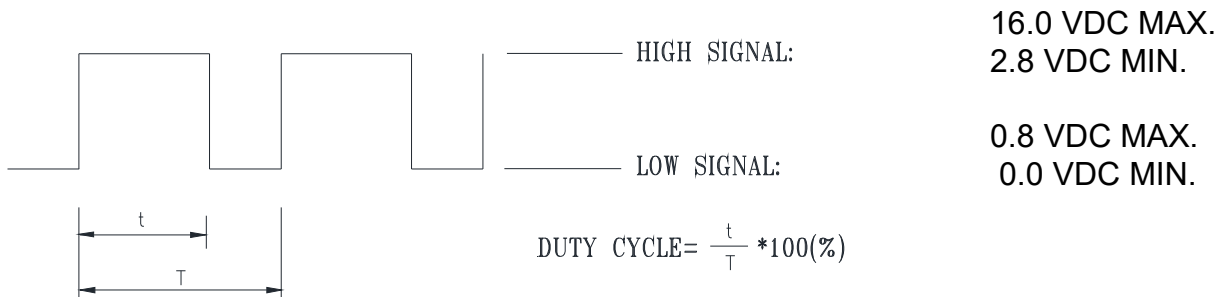 16.0 VDC MAX.
HIGH SIGNAL: 2.8 VDC MIN.
0.8 VDC MAX.
LOW SIGNAL: 0.0 VDC MIN.
t
DUTY CYCLE= t/T *100(%)
T